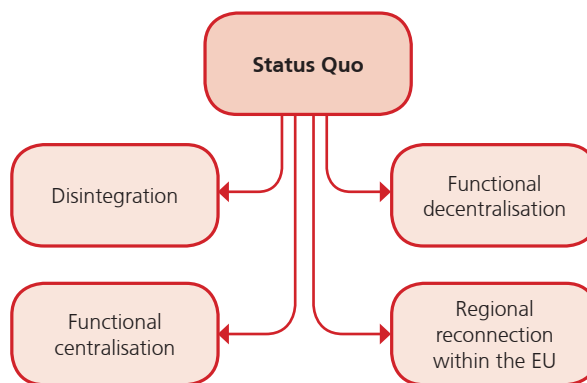 Status Quo
Disintegration
Functional
decentralisation
Functional
centralisation
Regional
reconnection
within the EU